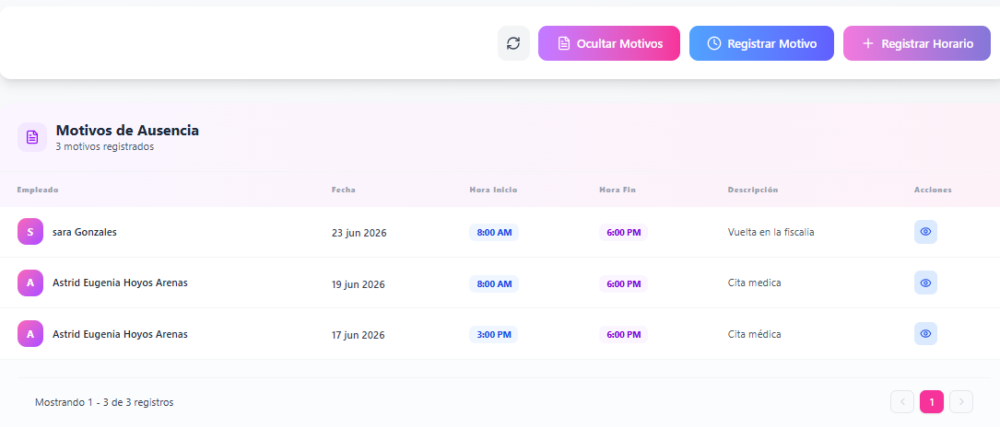 Ocultar Motivos Registrar Motivo Registrar Horario
Motivos de Ausencia
3 motivos registrados
Empleado Fecha Hora Inicio Hora Fin Descripción Acciones
S sara Gonzales 23 jun 2026 8:00 AM 6:00 PM Vuelta en la fiscalia
A Astrid Eugenia Hoyos Arenas 19 jun 2026 8:00 AM 6:00 PM Cita medica
A Astrid Eugenia Hoyos Arenas 17 jun 2026 3:00 PM 6:00 PM Cita médica
Mostrando 1 - 3 de 3 registros 1